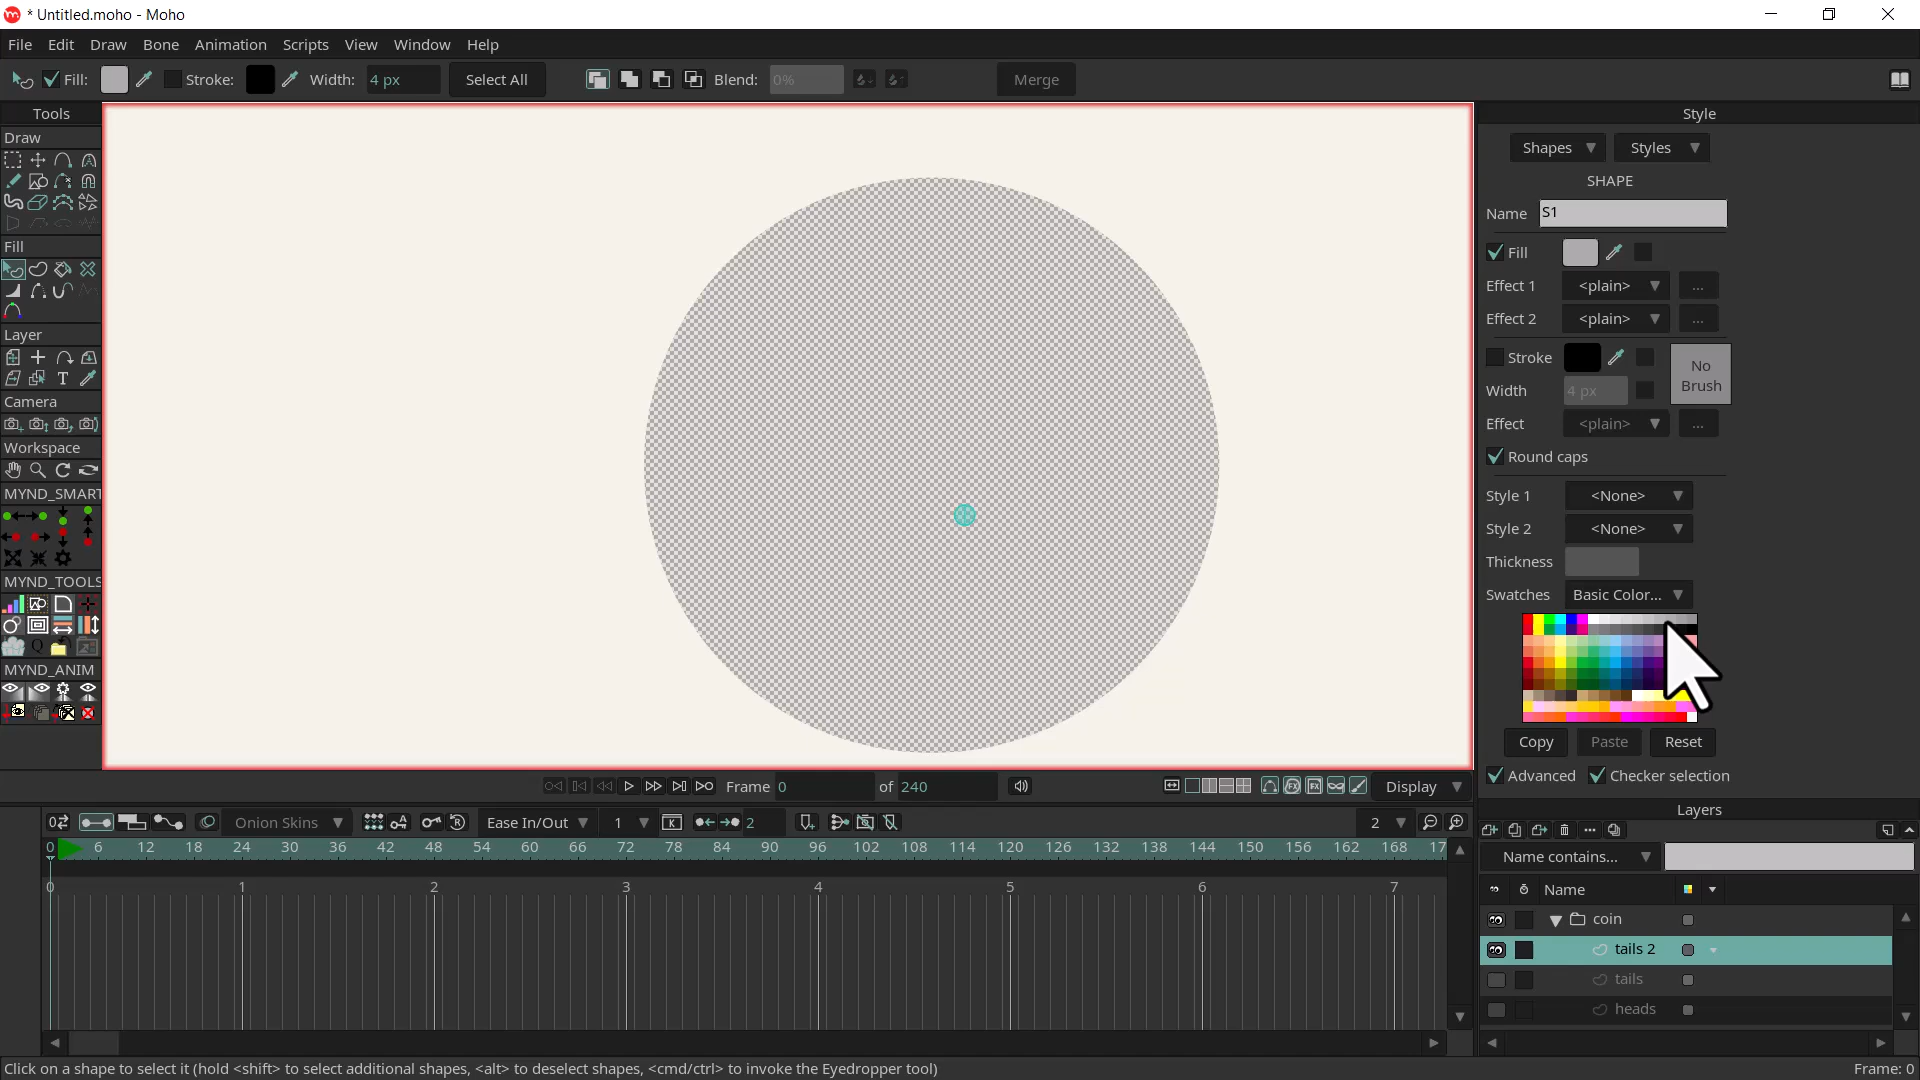 * Untitled.moho - Moho
File Edit Draw Bone Animation Scripts View Window Help
Fill: Stroke: Width: 4 px Select All Blend: 0% Merge
Tools
Draw
Fill
Layer
Camera
Workspace
MYND_SMART
MYND_TOOLS
MYND_ANIM
Style
Shapes Styles
SHAPE
Name S1
Fill
Effect 1 <plain> ...
Effect 2 <plain> ...
Stroke No Brush
Width 4 px
Effect <plain> ...
Round caps
Style 1 <None>
Style 2 <None>
Thickness
Swatches Basic Color...
Copy Paste Reset
Advanced Checker selection
Frame 0 of 240 Display
Onion Skins Ease In/Out 1 2 2
0 6 12 18 24 30 36 42 48 54 60 66 72 78 84 90 96 102 108 114 120 126 132 138 144 150 156 162 168 17
0 1 2 3 4 5 6 7
Layers
Name contains...
Name
coin
tails 2
tails
heads
Click on a shape to select it (hold <shift> to select additional shapes, <alt> to deselect shapes, <cmd/ctrl> to invoke the Eyedropper tool) Frame: 0